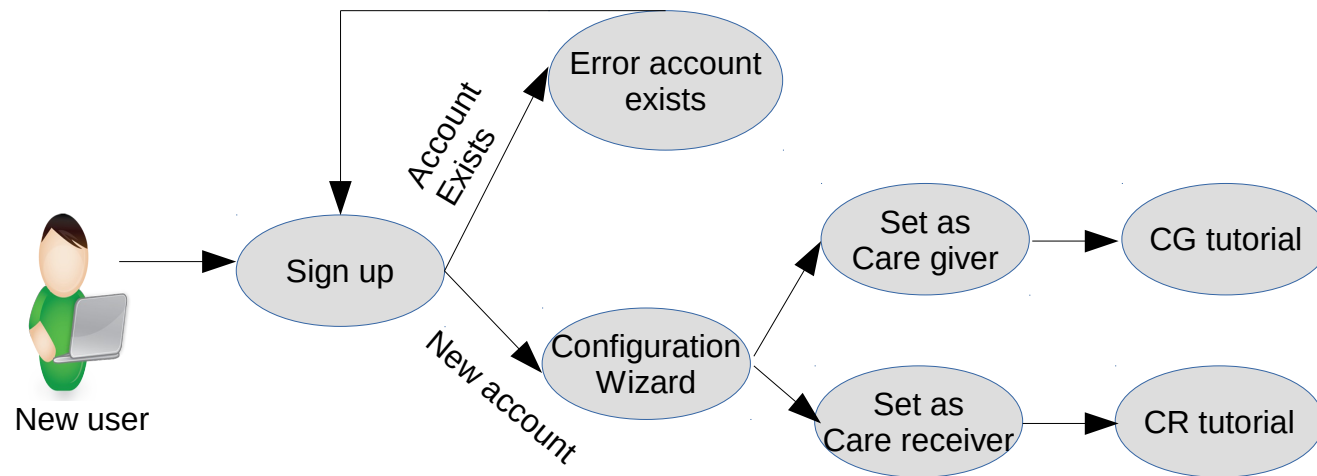 Error account
exists
Account
Exists
Set as
Care giver
CG tutorial
Sign up
New account
Configuration
Wizard
Set as
Care receiver
CR tutorial
New user